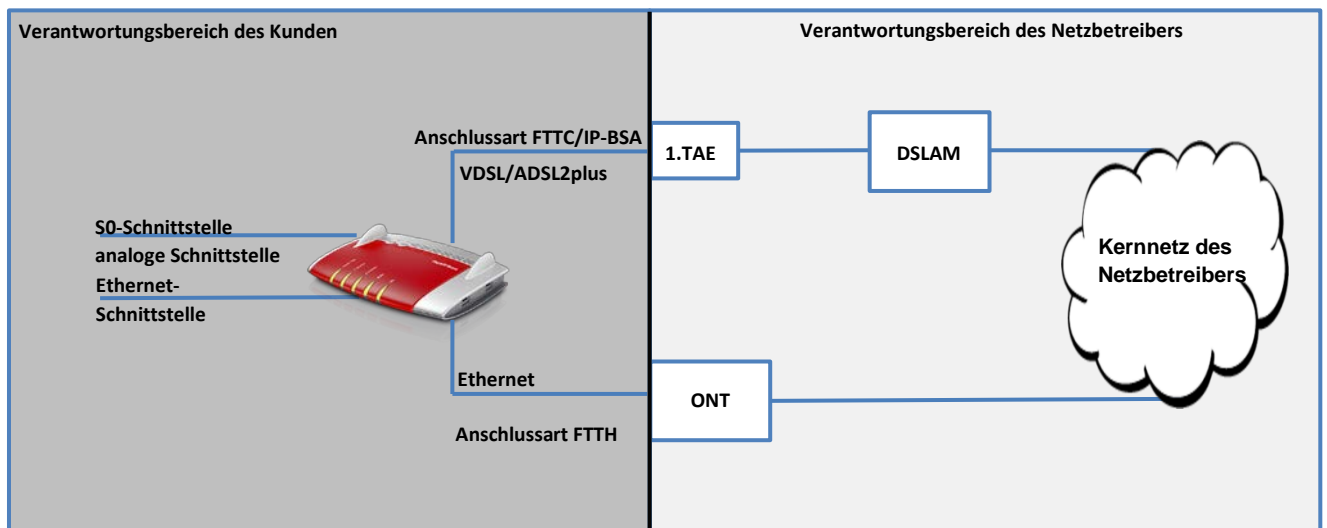 Verantwortungsbereich des Kunden
Verantwortungsbereich des Netzbetreibers
Anschlussart FTTC/IP-BSA
VDSL/ADSL2plus
1.TAE
DSLAM
S0-Schnittstelle
analoge Schnittstelle
Ethernet-
Schnittstelle
Kernnetz des
Netzbetreibers
Ethernet
ONT
Anschlussart FTTH